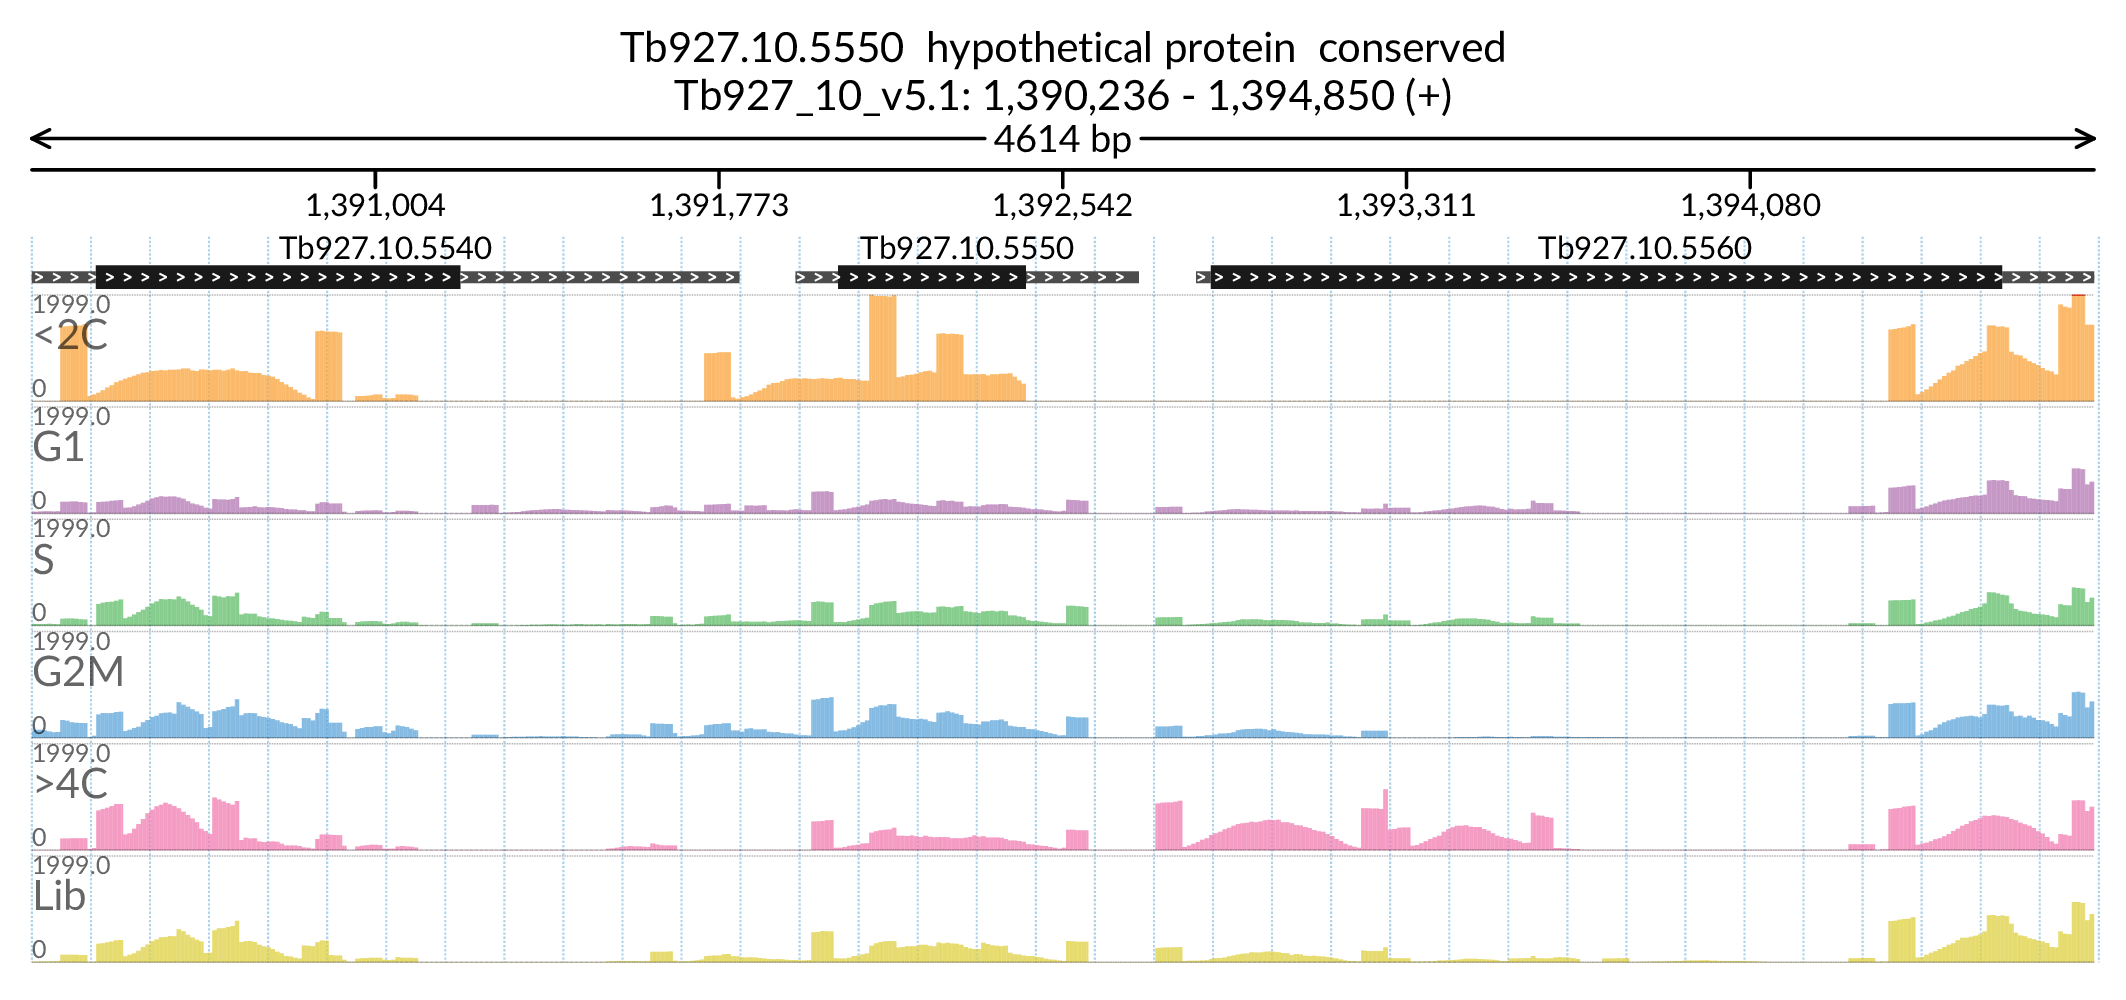 Tb927.10.5550  hypothetical protein  conserved
Tb927_10_v5.1: 1,390,236 - 1,394,850 (+)
4614 bp
1,391,004 1,391,773 1,392,542 1,393,311 1,394,080
Tb927.10.5540 Tb927.10.5550 Tb927.10.5560
1999.0
<2C
0
1999.0
G1
0
1999.0
S
0
1999.0
G2M
0
1999.0
>4C
0
1999.0
Lib
0